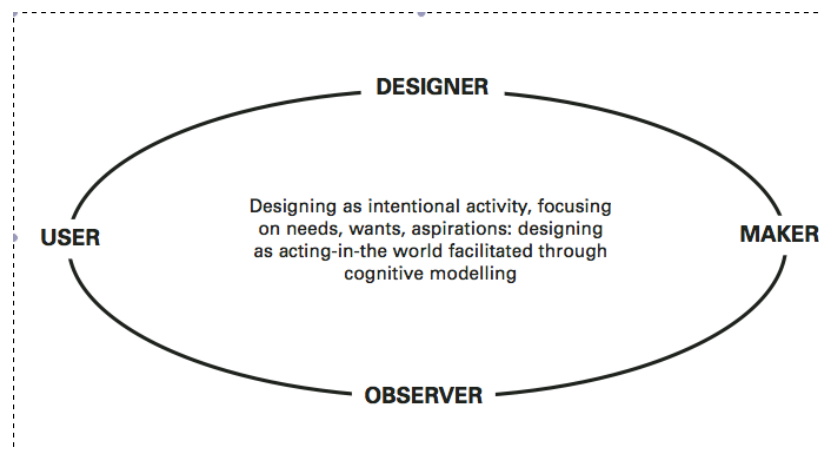 DESIGNER
Designing as intentional activity, focusing
on needs, wants, aspirations: designing
as acting-in-the world facilitated through
cognitive modelling
USER
MAKER
OBSERVER